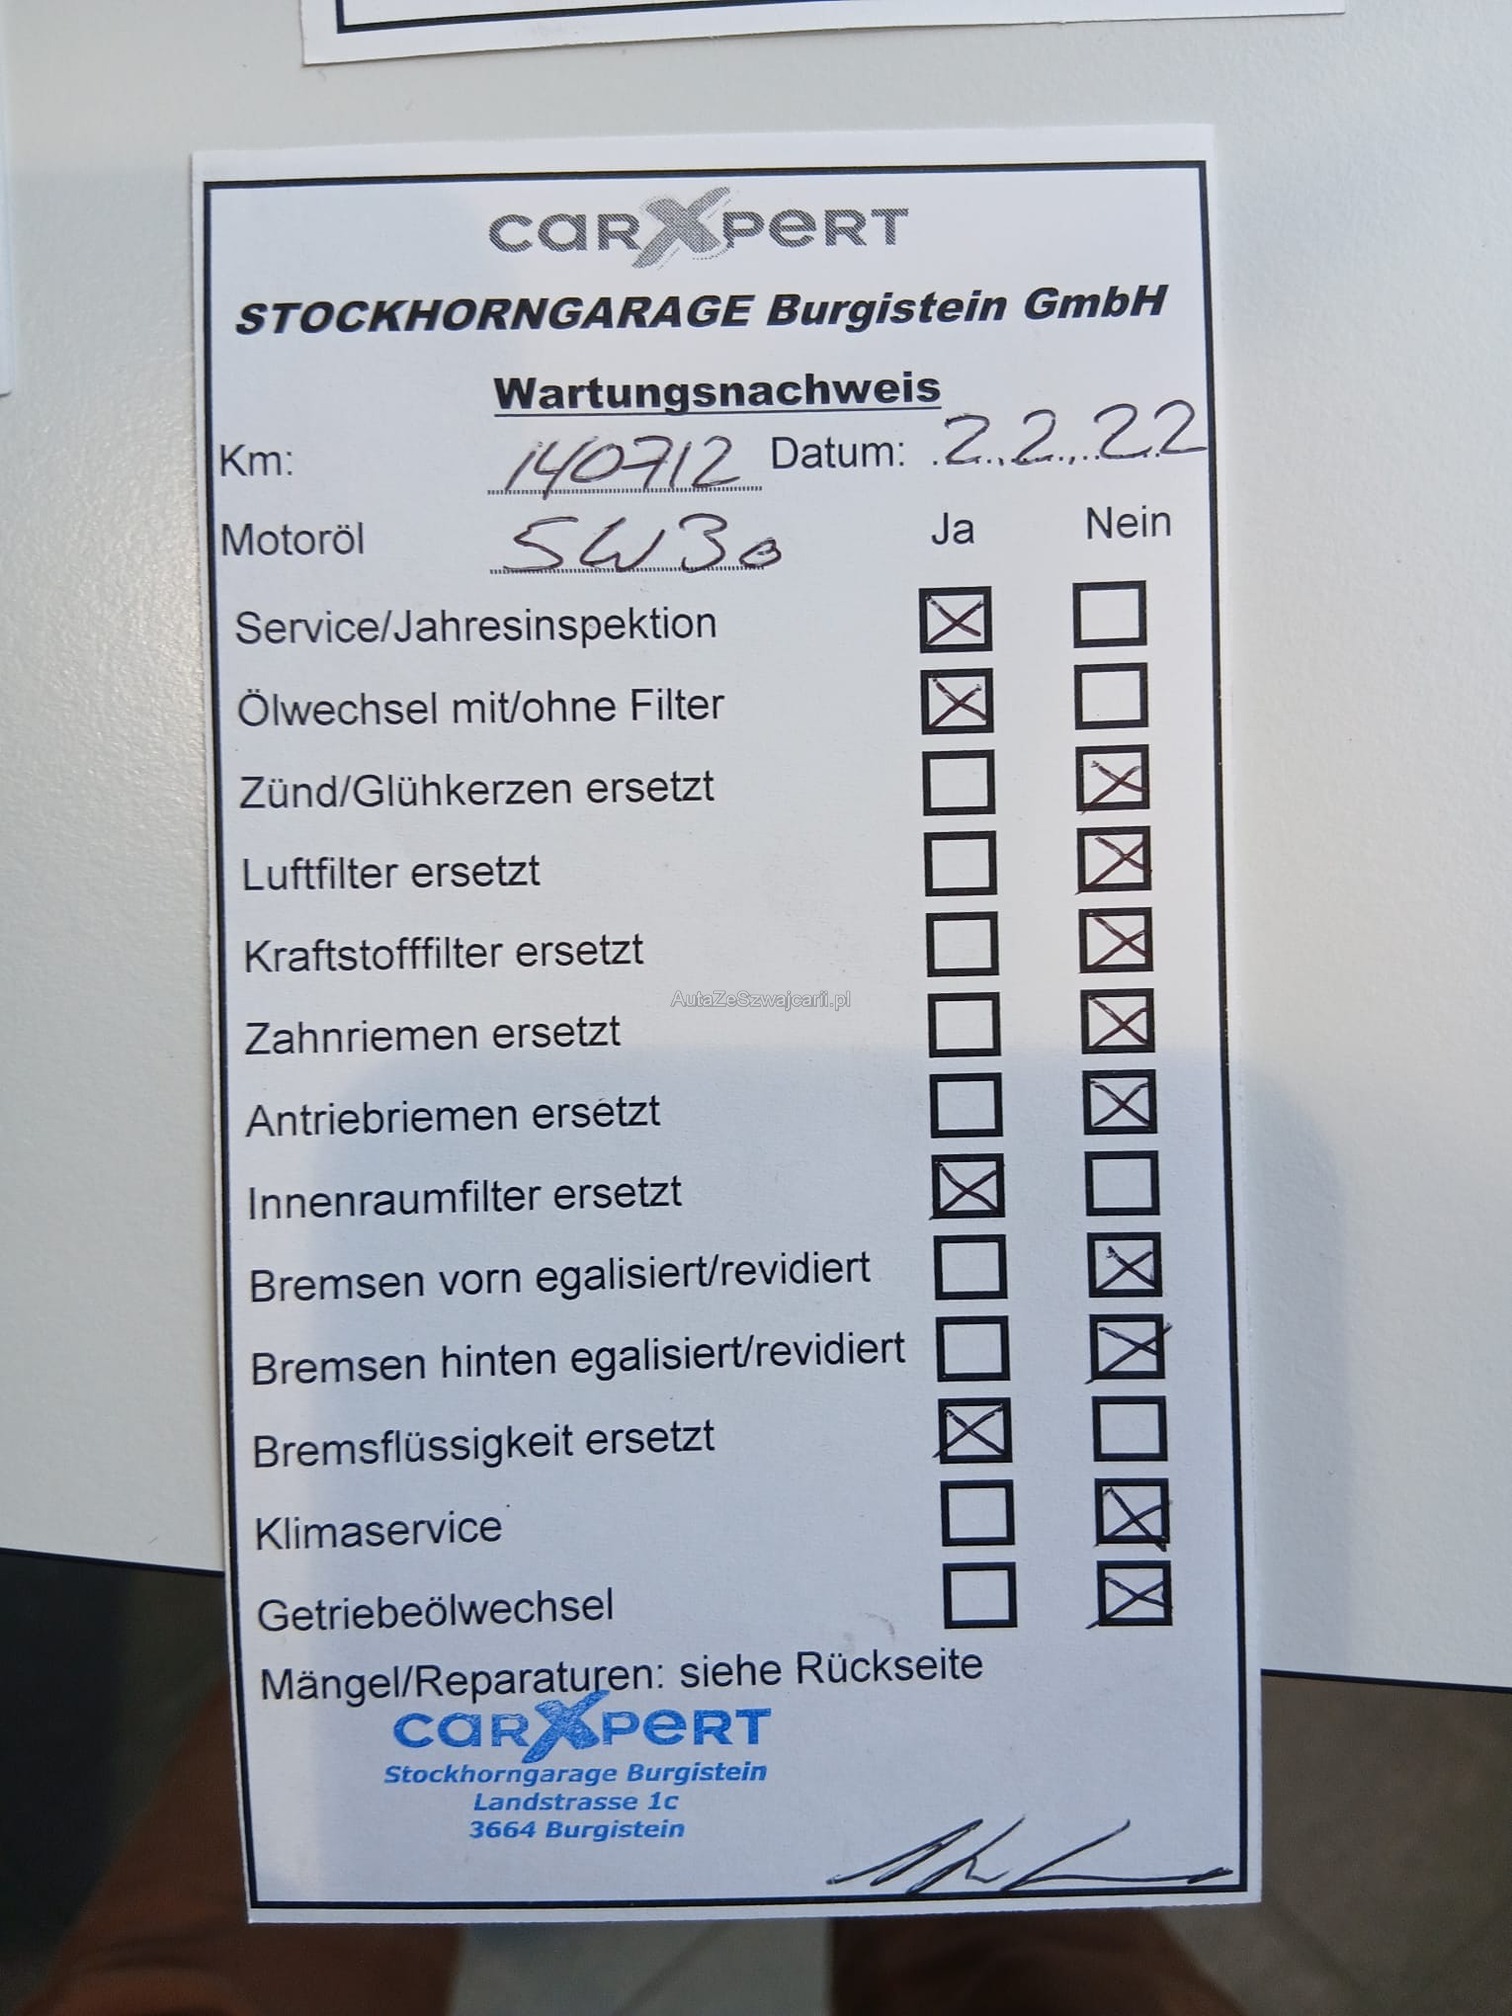 carXpert
STOCKHORNGARAGE Burgistein GmbH
Wartungsnachweis
Km: 140712 Datum: 2.2.22
Motoröl 5W30 Ja Nein
Service/Jahresinspektion
Ölwechsel mit/ohne Filter
Zünd/Glühkerzen ersetzt
Luftfilter ersetzt
Kraftstofffilter ersetzt
AutaZeSzwajcarii.pl
Zahnriemen ersetzt
Antriebriemen ersetzt
Innenraumfilter ersetzt
Bremsen vorn egalisiert/revidiert
Bremsen hinten egalisiert/revidiert
Bremsflüssigkeit ersetzt
Klimaservice
Getriebeölwechsel
Mängel/Reparaturen: siehe Rückseite
carXpert
Stockhorngarage Burgistein
Landstrasse 1c
3664 Burgistein